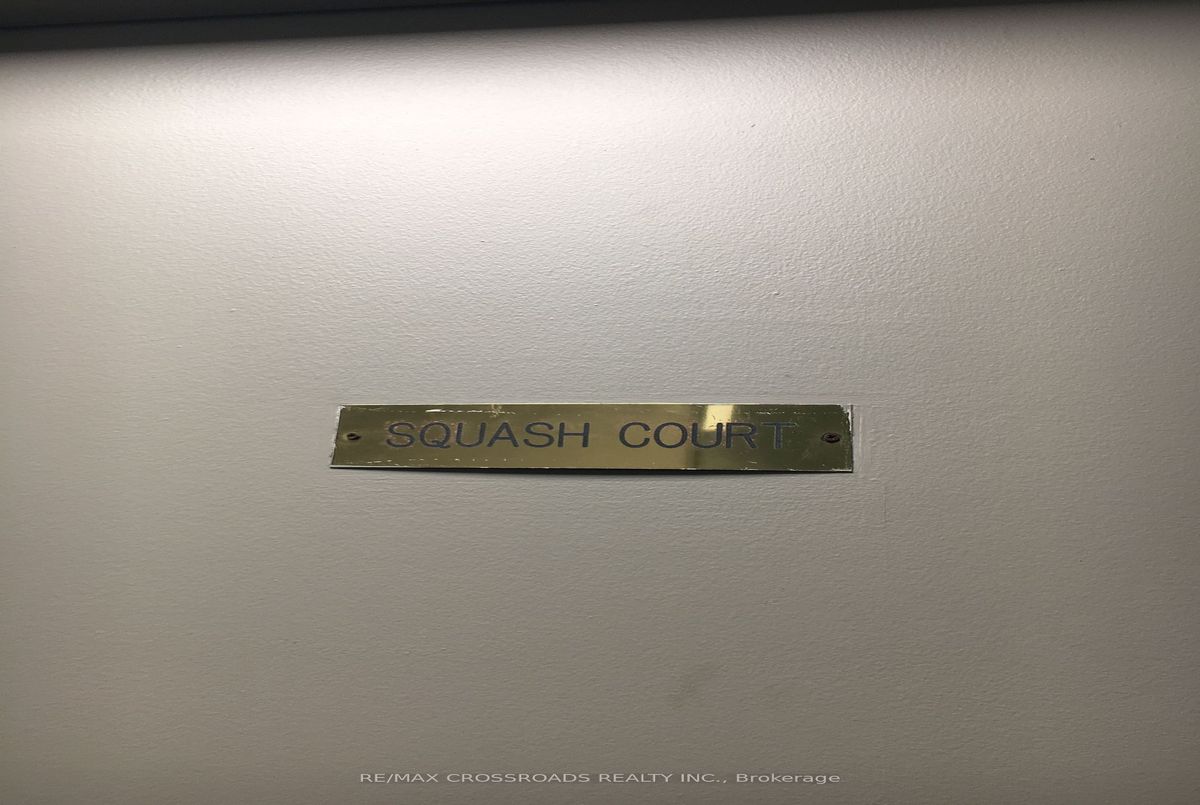 SQUASH COURT
RE/MAX CROSSROADS REALTY INC., Brokerage